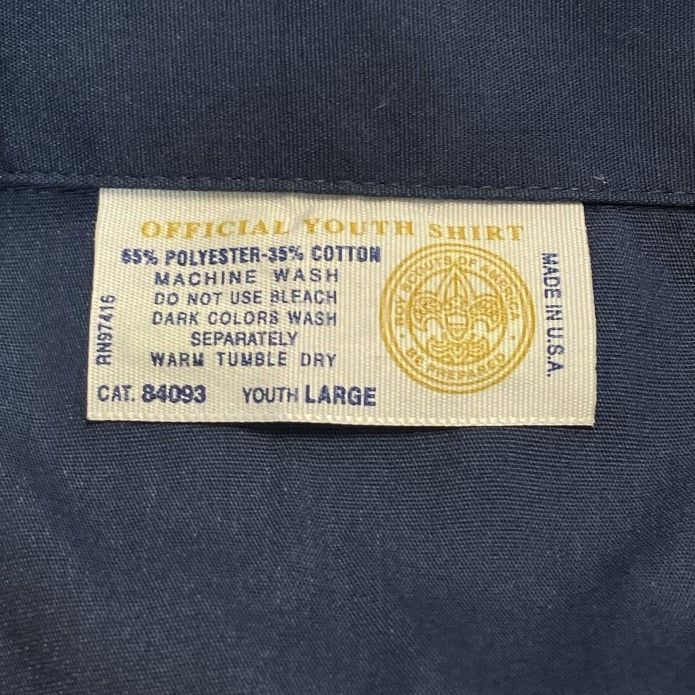 OFFICIAL YOUTH SHIRT
65% POLYESTER-35% COTTON
MACHINE WASH
DO NOT USE BLEACH
DARK COLORS WASH
SEPARATELY
WARM TUMBLE DRY
CAT. 84093 YOUTH LARGE
RN97416
BOY SCOUTS OF AMERICA
BE PREPARED
MADE IN U.S.A.